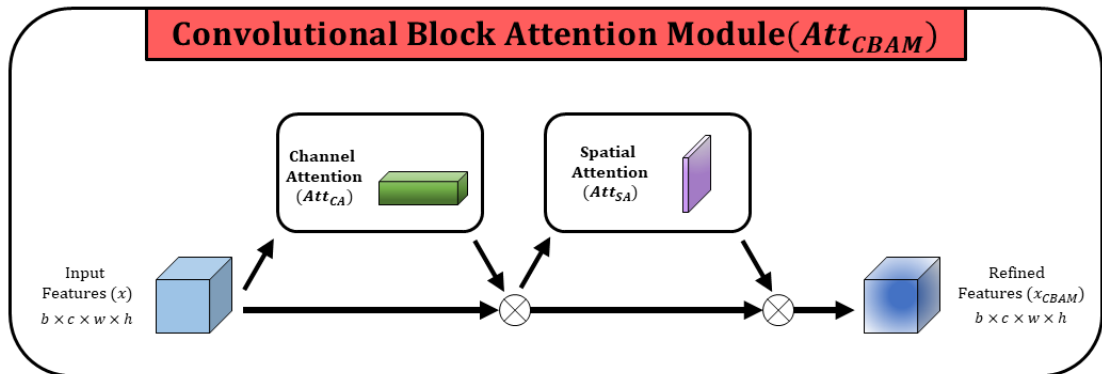 Convolutional Block Attention Module(Att_CBAM)
Channel
Attention
(Att_CA)
Spatial
Attention
(Att_SA)
Input
Features (x)
b × c × w × h
Refined
Features (x_CBAM)
b × c × w × h